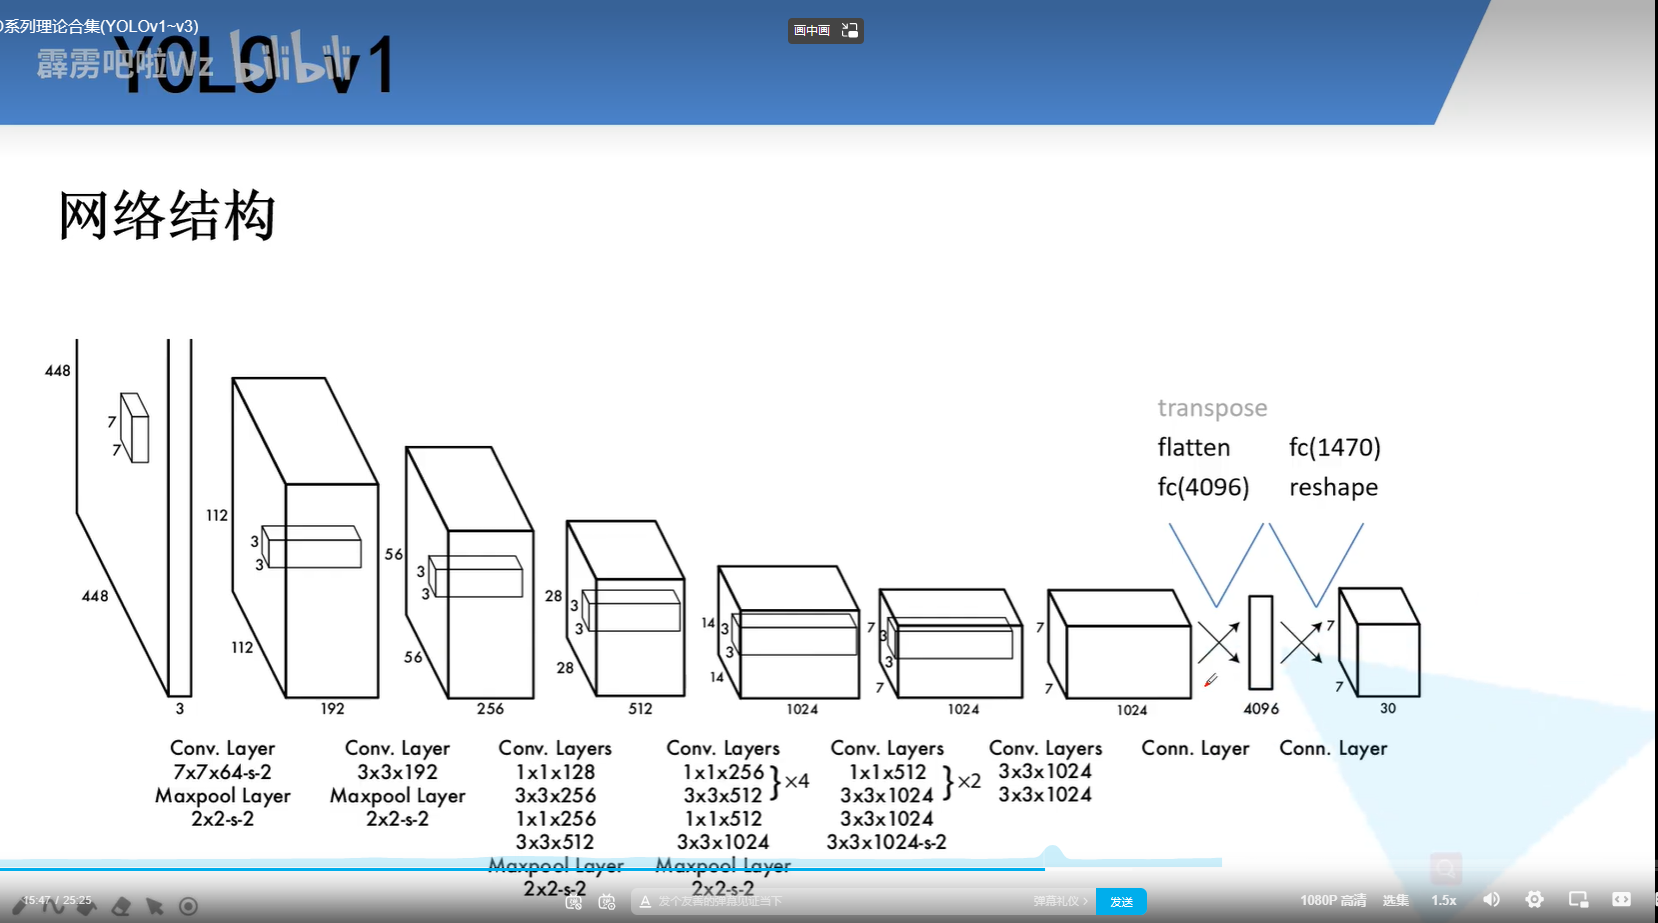 O系列理论合集(YOLOv1~v3)
画中画
霹雳吧啦Wz bilibili
YOLO v1
网络结构
448
7
7
448
3
112
3
3
112
192
56
3
3
56
256
28
3
3
28
512
14
3
3
14
1024
7
3
3
7
1024
7
7
1024
transpose
flatten
fc(4096)
fc(1470)
reshape
4096
7
7
30
Conv. Layer
7x7x64-s-2
Maxpool Layer
2x2-s-2
Conv. Layer
3x3x192
Maxpool Layer
2x2-s-2
Conv. Layers
1x1x128
3x3x256
1x1x256
3x3x512
Maxpool Layer
2x2-s-2
Conv. Layers
1x1x256
3x3x512
}×4
1x1x512
3x3x1024
Maxpool Layer
2x2-s-2
Conv. Layers
1x1x512
3x3x1024
}×2
3x3x1024
3x3x1024-s-2
Conv. Layers
3x3x1024
3x3x1024
Conn. Layer
Conn. Layer
15:47 / 25:25
发个友善的弹幕见证当下
弹幕礼仪 >
发送
1080P 高清
选集
1.5x